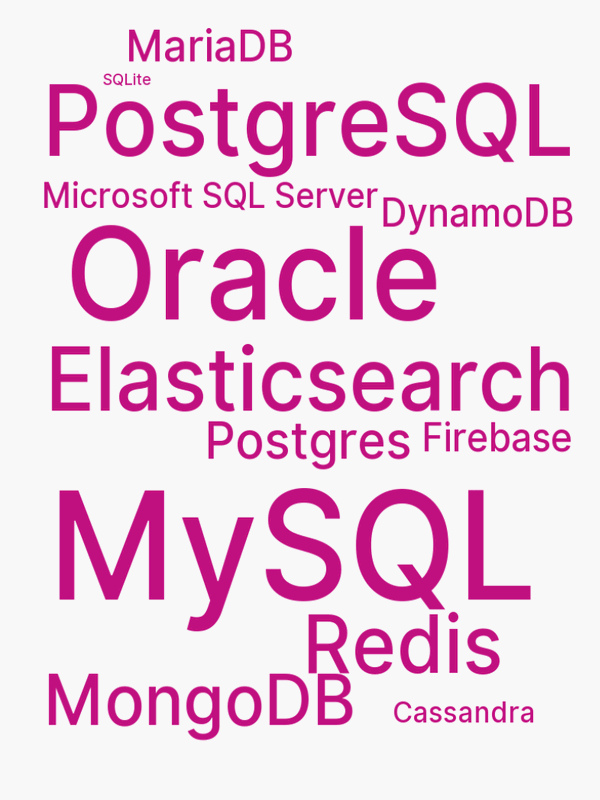 MariaDB
SQLite
PostgreSQL
Microsoft SQL Server
DynamoDB
Oracle
Elasticsearch
Postgres
Firebase
MySQL
Redis
MongoDB
Cassandra